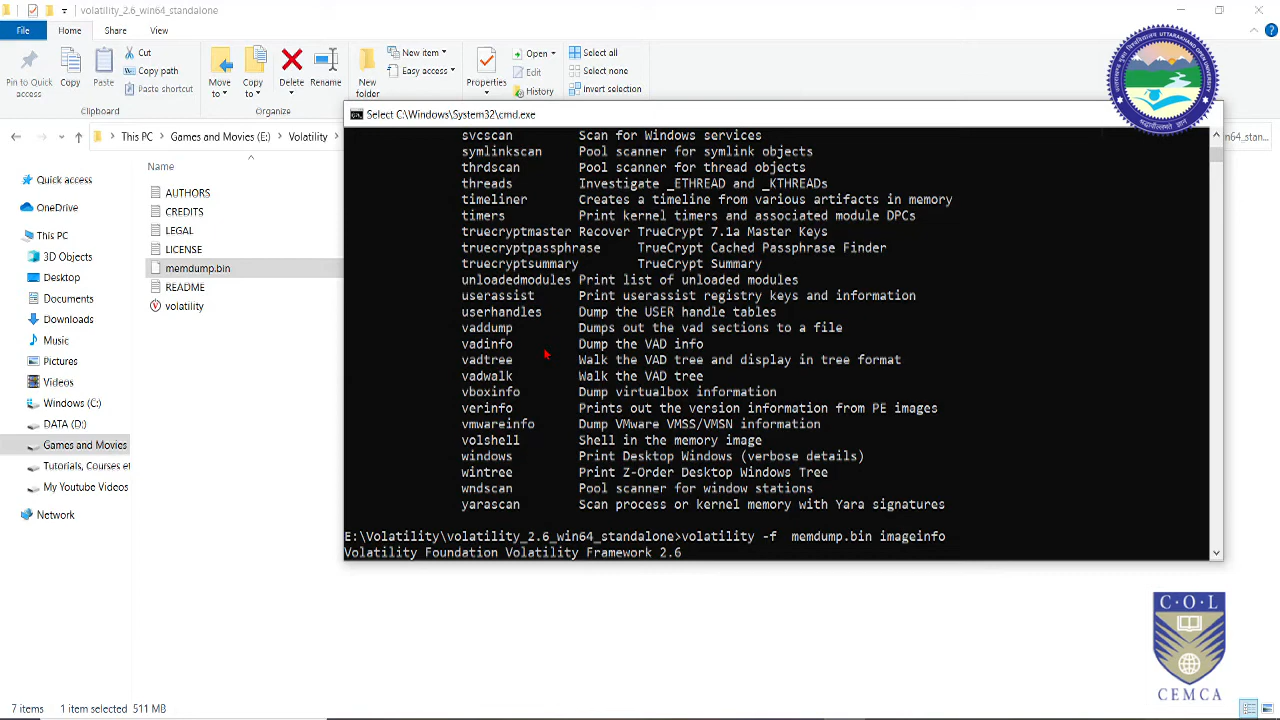 volatility_2.6_win64_standalone
File
Home
Share
View
Pin to Quick access
Copy
Paste
Cut
Copy path
Paste shortcut
Clipboard
Move to
Copy to
Delete
Rename
Organize
New folder
New item
Easy access
Properties
Open
Edit
History
Select all
Select none
Invert selection
This PC
Games and Movies (E:)
Volatility
n64_stan...
Name
Quick access
OneDrive
This PC
3D Objects
Desktop
Documents
Downloads
Music
Pictures
Videos
Windows (C:)
DATA (D:)
Games and Movies
Tutorials, Courses et
My Youtube Videos
Network
AUTHORS
CREDITS
LEGAL
LICENSE
memdump.bin
README
volatility
Select C:\Windows\System32\cmd.exe
svcscan Scan for Windows services
symlinkscan Pool scanner for symlink objects
thrdscan Pool scanner for thread objects
threads Investigate _ETHREAD and _KTHREADs
timeliner Creates a timeline from various artifacts in memory
timers Print kernel timers and associated module DPCs
truecryptmaster Recover TrueCrypt 7.1a Master Keys
truecryptpassphrase TrueCrypt Cached Passphrase Finder
truecryptsummary TrueCrypt Summary
unloadedmodules Print list of unloaded modules
userassist Print userassist registry keys and information
userhandles Dump the USER handle tables
vaddump Dumps out the vad sections to a file
vadinfo Dump the VAD info
vadtree Walk the VAD tree and display in tree format
vadwalk Walk the VAD tree
vboxinfo Dump virtualbox information
verinfo Prints out the version information from PE images
vmwareinfo Dump VMware VMSS/VMSN information
volshell Shell in the memory image
windows Print Desktop Windows (verbose details)
wintree Print Z-Order Desktop Windows Tree
wndscan Pool scanner for window stations
yarascan Scan process or kernel memory with Yara signatures
E:\Volatility\volatility_2.6_win64_standalone>volatility -f memdump.bin imageinfo
Volatility Foundation Volatility Framework 2.6
C·O·L
CEMCA
7 items
1 item selected 511 MB